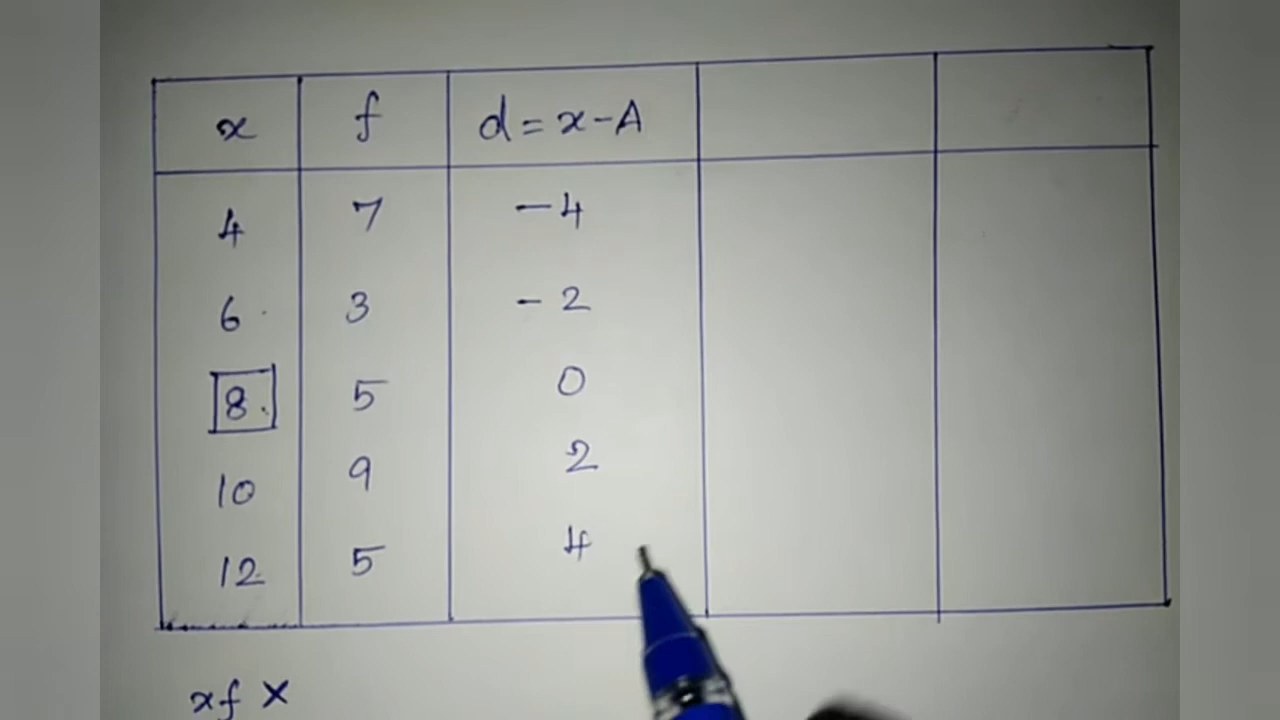 x f d = x - A
4 7 - 4
6 3 - 2
8 5 0
10 9 2
12 5 4
xf ×